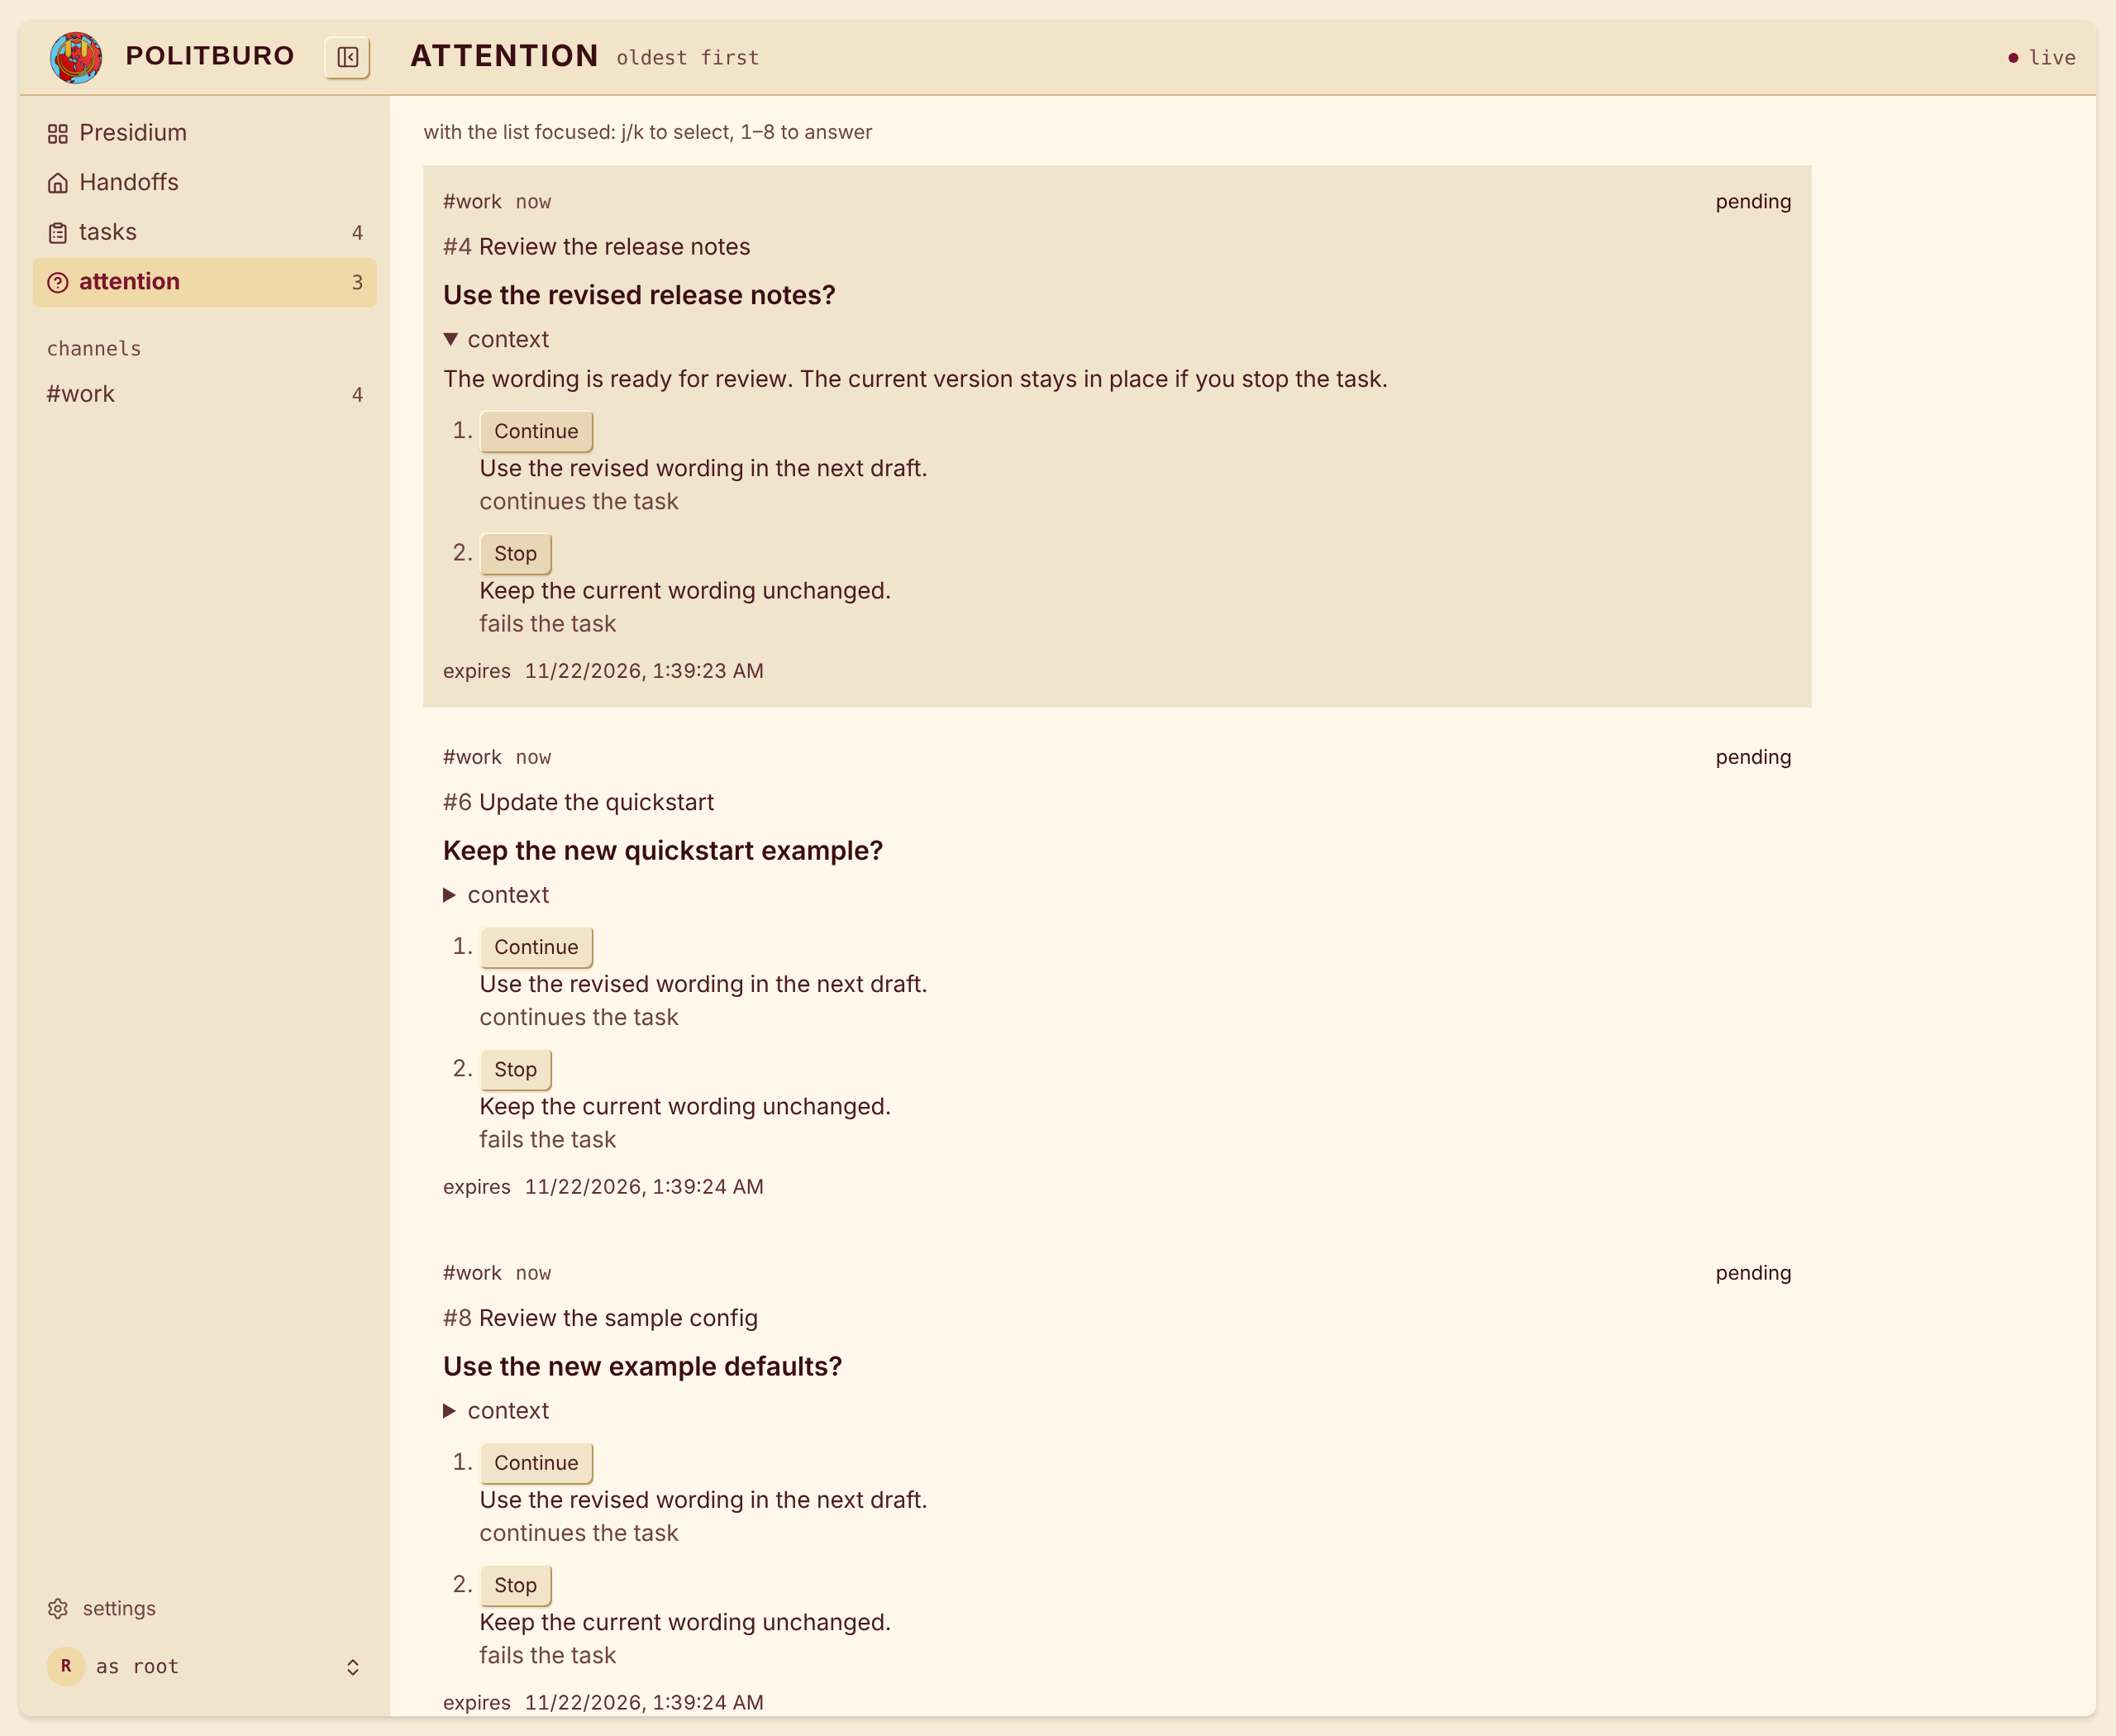 POLITBURO
ATTENTION oldest first
live
Presidium
Handoffs
tasks 4
attention 3
channels
#work 4
settings
R as root
with the list focused: j/k to select, 1–8 to answer
#work now pending
#4 Review the release notes
Use the revised release notes?
▼ context
The wording is ready for review. The current version stays in place if you stop the task.
1. Continue
Use the revised wording in the next draft.
continues the task
2. Stop
Keep the current wording unchanged.
fails the task
expires 11/22/2026, 1:39:23 AM
#work now pending
#6 Update the quickstart
Keep the new quickstart example?
▶ context
1. Continue
Use the revised wording in the next draft.
continues the task
2. Stop
Keep the current wording unchanged.
fails the task
expires 11/22/2026, 1:39:24 AM
#work now pending
#8 Review the sample config
Use the new example defaults?
▶ context
1. Continue
Use the revised wording in the next draft.
continues the task
2. Stop
Keep the current wording unchanged.
fails the task
expires 11/22/2026, 1:39:24 AM